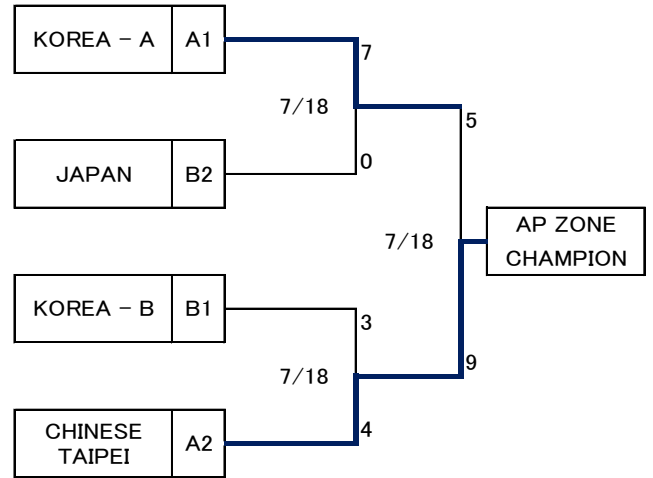 KOREA - A A1
7
7/18
5
0
JAPAN B2
AP ZONE
CHAMPION
7/18
KOREA - B B1
3
9
7/18
4
CHINESE
TAIPEI
A2